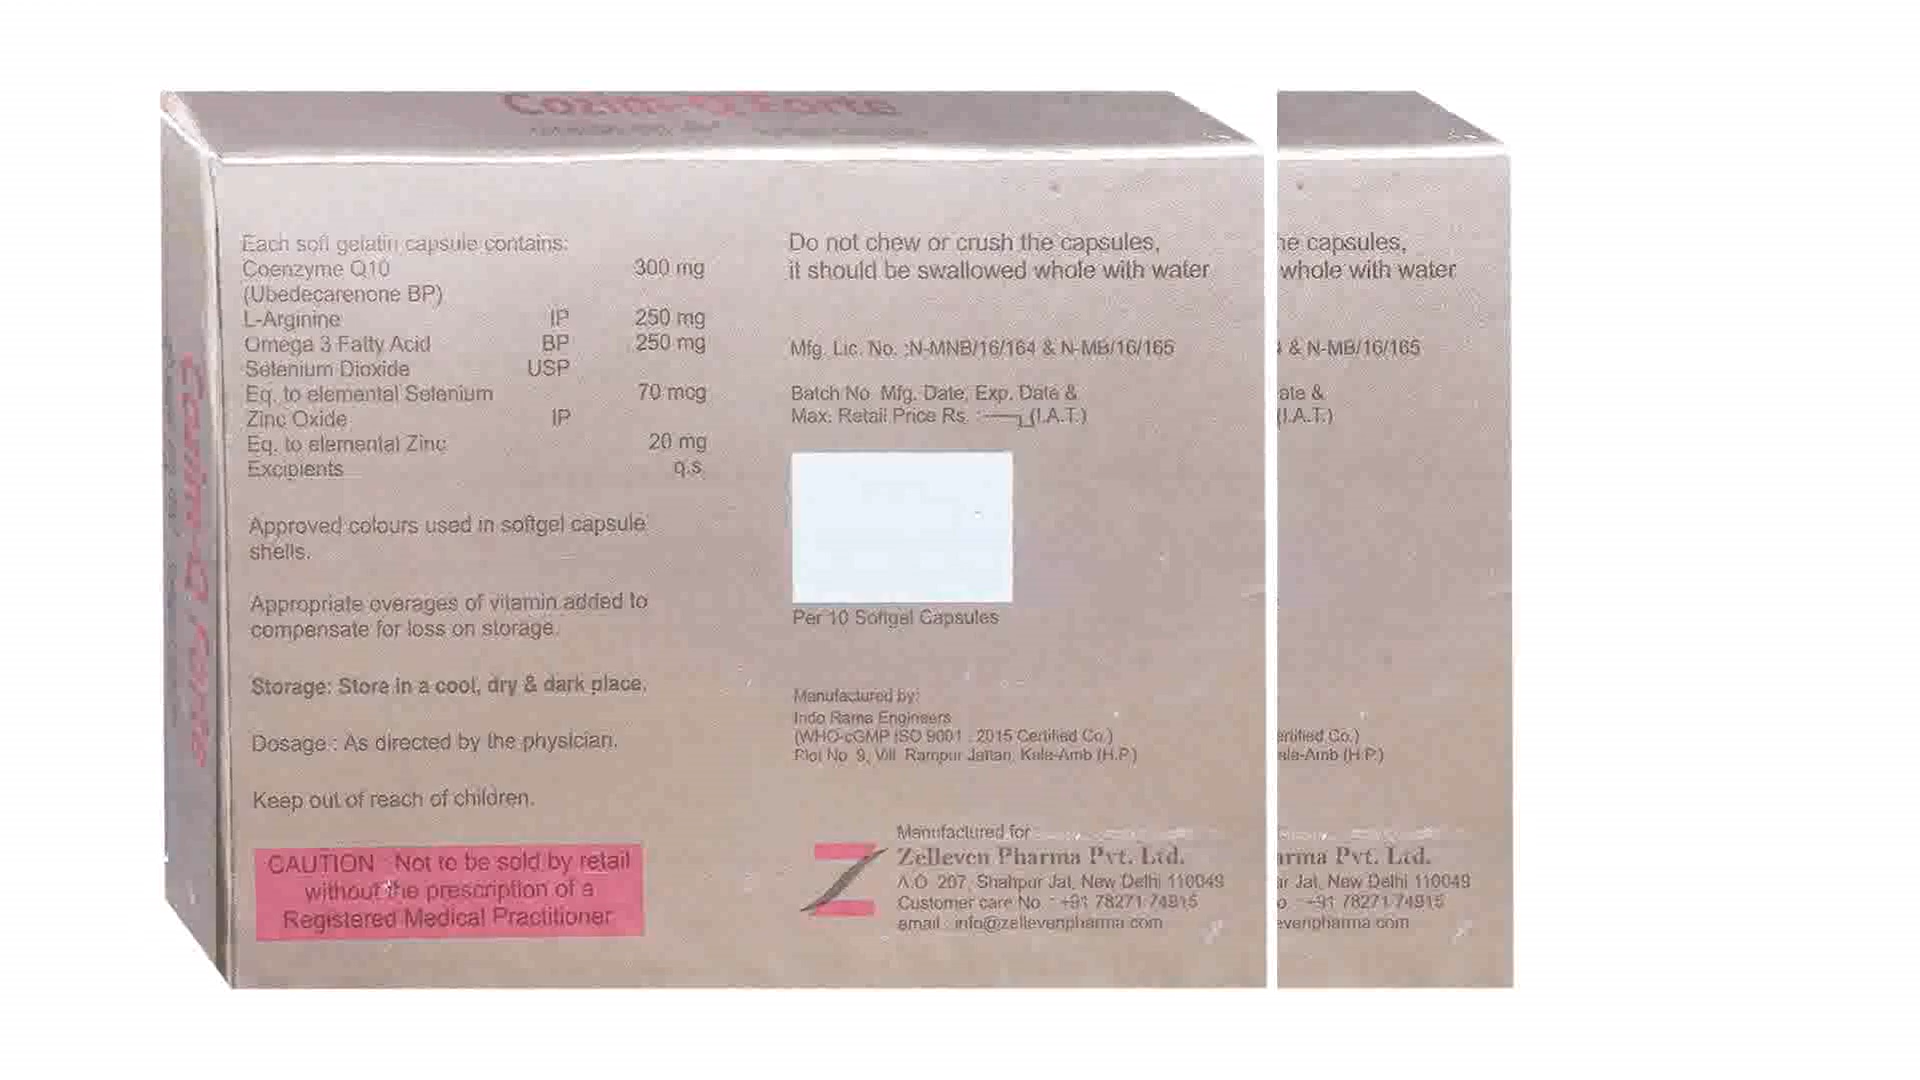 Cozim-Q Forte
Cozim-Q Forte
Each soft gelatin capsule contains:
Coenzyme Q10 300 mg
(Ubedecarenone BP)
L-Arginine IP 250 mg
Omega 3 Fatty Acid BP 250 mg
Selenium Dioxide USP
Eq. to elemental Selenium 70 mcg
Zinc Oxide IP
Eq. to elemental Zinc 20 mg
Excipients q.s.
Approved colours used in softgel capsule
shells.
Appropriate overages of vitamin added to
compensate for loss on storage.
Storage: Store in a cool, dry & dark place.
Dosage : As directed by the physician.
Keep out of reach of children.
CAUTION : Not to be sold by retail
without the prescription of a
Registered Medical Practitioner
Do not chew or crush the capsules,
it should be swallowed whole with water
Mfg. Lic. No. :N-MNB/16/164 & N-MB/16/165
Batch No. Mfg. Date, Exp. Date &
Max. Retail Price Rs. : (I.A.T.)
Per 10 Softgel Capsules
Manufactured by:
Indo Rama Engineers
(WHO-cGMP ISO 9001 : 2015 Certified Co.)
Plot No. 9, Vill. Rampur Jattan, Kala-Amb (H.P.)
Manufactured for
Zelleven Pharma Pvt. Ltd.
A.O. 207, Shahpur Jat, New Delhi 110049
Customer care No. : +91 78271 74915
email : info@zellevenpharma.com
he capsules,
whole with water
4 & N-MB/16/165
ate &
(I.A.T.)
ertified Co.)
ala-Amb (H.P.)
arma Pvt. Ltd.
ur Jat, New Delhi 110049
o. : +91 78271 74915
evenpharma.com